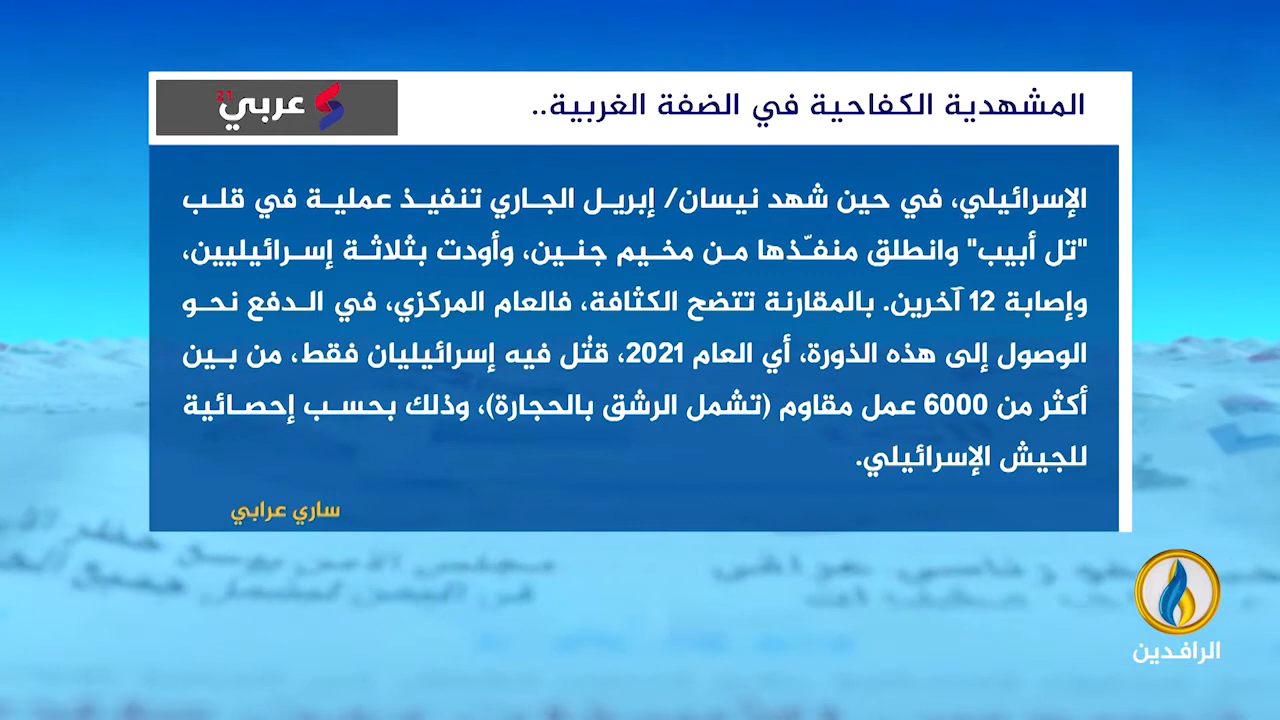 المشهدية الكفاحية في الضفة الغربية..
عربي 21
الإسرائيلي، في حين شهد نيسان/ إبريل الجاري تنفيذ عملية في قلب
"تل أبيب" وانطلق منفّذها من مخيم جنين، وأودت بثلاثة إسرائيليين،
وإصابة 12 آخرين. بالمقارنة تتضح الكثافة، فالعام المركزي، في الدفع نحو
الوصول إلى هذه الذورة، أي العام 2021، قتُل فيه إسرائيليان فقط، من بين
أكثر من 6000 عمل مقاوم (تشمل الرشق بالحجارة)، وذلك بحسب إحصائية
للجيش الإسرائيلي.
ساري عرابي
الرافدين